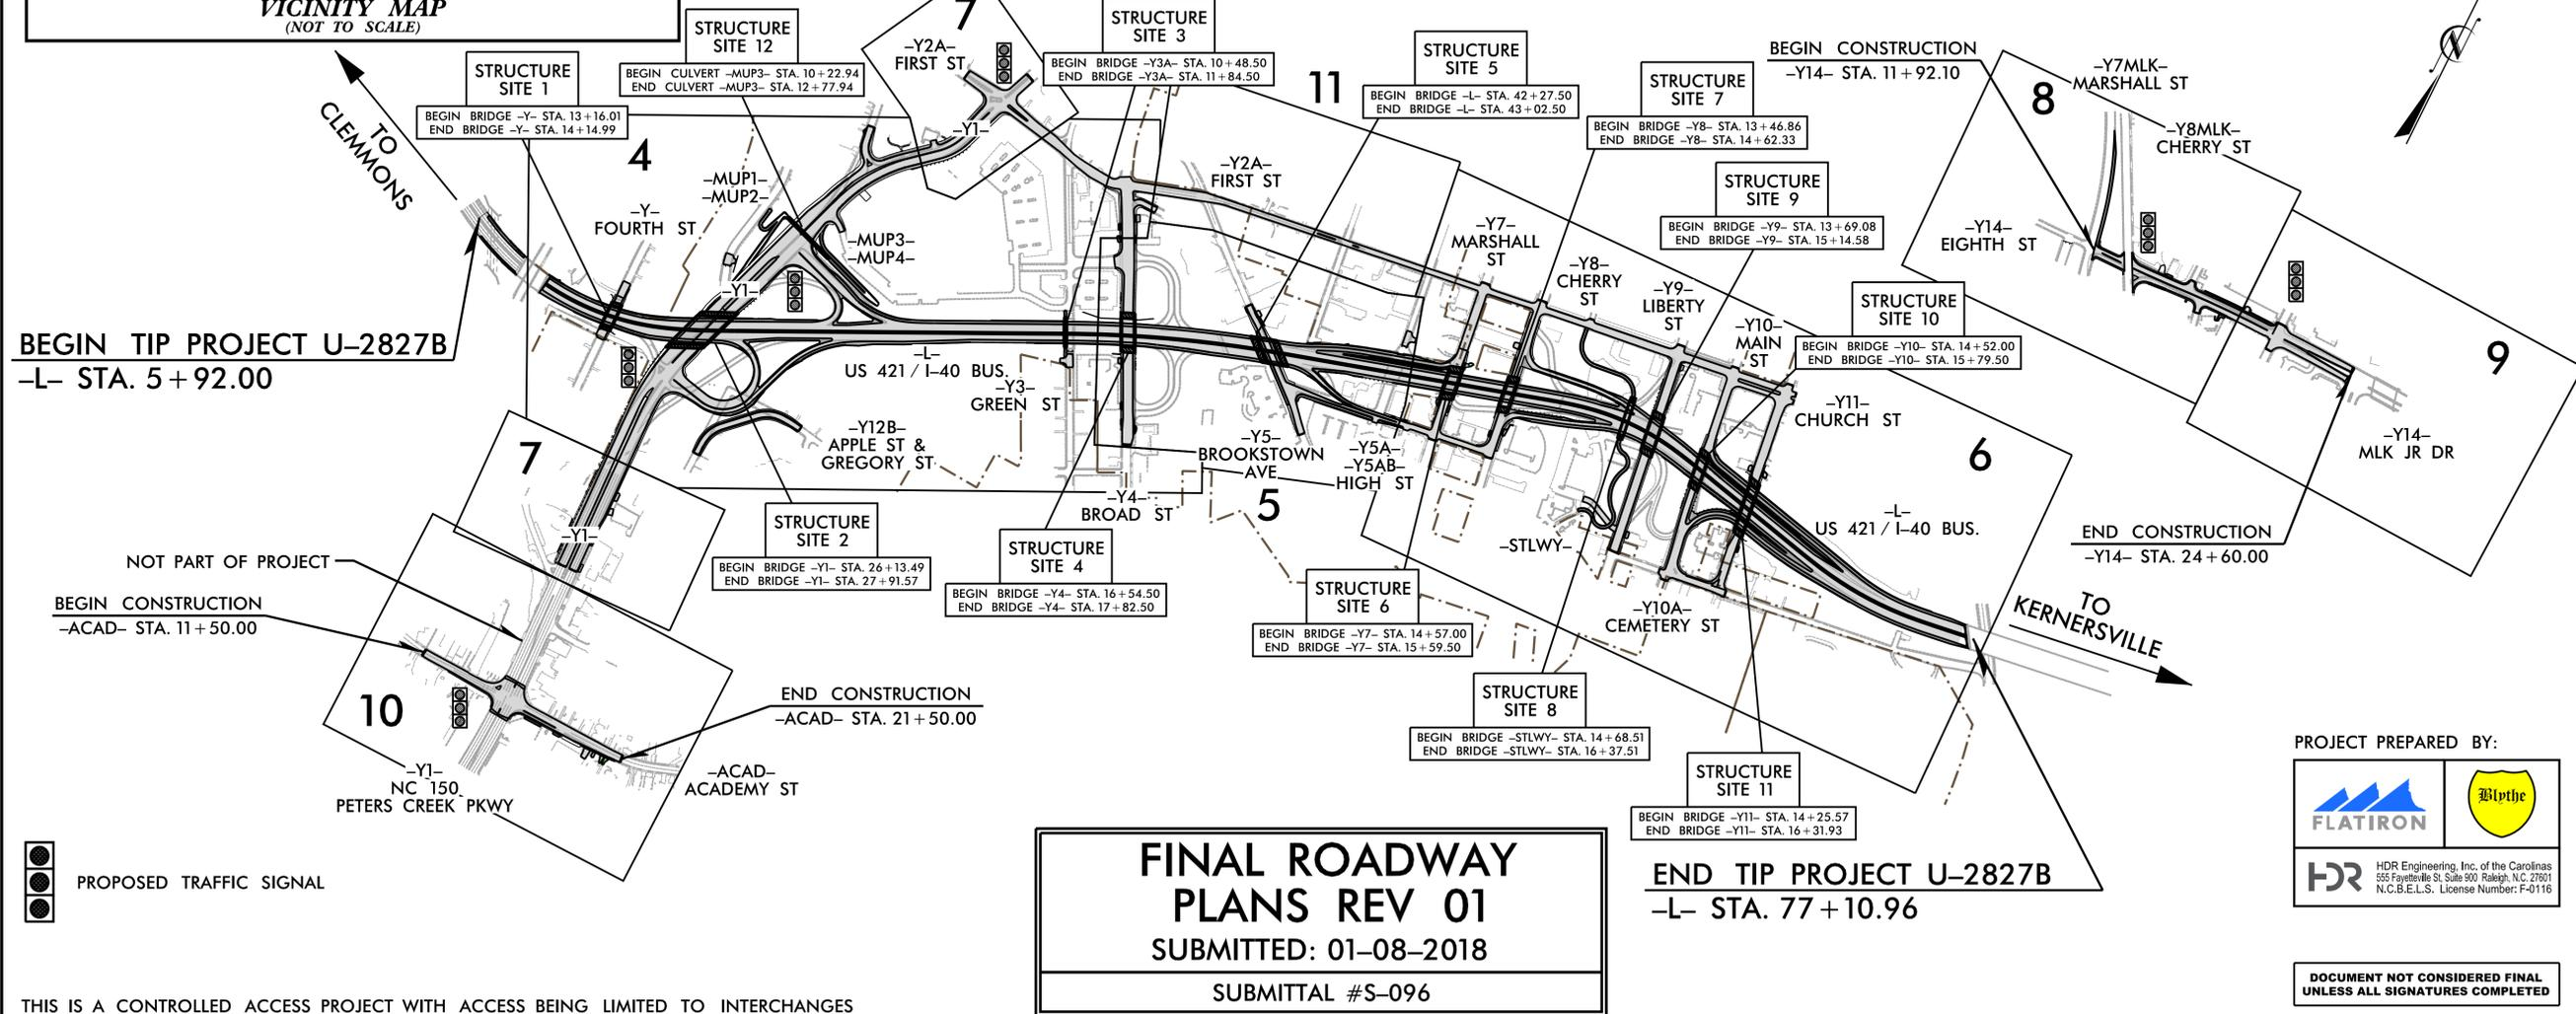 VICINITY MAP
(NOT TO SCALE)
TO
CLEMMONS
STRUCTURE
SITE 1
BEGIN BRIDGE –Y– STA. 13+16.01
END BRIDGE –Y– STA. 14+14.99
STRUCTURE
SITE 12
BEGIN CULVERT –MUP3– STA. 10+22.94
END CULVERT –MUP3– STA. 12+77.94
7
–Y2A–
FIRST ST
STRUCTURE
SITE 3
BEGIN BRIDGE –Y3A– STA. 10+48.50
END BRIDGE –Y3A– STA. 11+84.50
11
STRUCTURE
SITE 5
BEGIN BRIDGE –L– STA. 42+27.50
END BRIDGE –L– STA. 43+02.50
STRUCTURE
SITE 7
BEGIN BRIDGE –Y8– STA. 13+46.86
END BRIDGE –Y8– STA. 14+62.33
STRUCTURE
SITE 9
BEGIN BRIDGE –Y9– STA. 13+69.08
END BRIDGE –Y9– STA. 15+14.58
STRUCTURE
SITE 10
BEGIN BRIDGE –Y10– STA. 14+52.00
END BRIDGE –Y10– STA. 15+79.50
BEGIN CONSTRUCTION
–Y14– STA. 11+92.10
8
–Y7MLK–
MARSHALL ST
–Y8MLK–
CHERRY ST
N
–Y14–
EIGHTH ST
9
–Y14–
MLK JR DR
END CONSTRUCTION
–Y14– STA. 24+60.00
4
–Y–
FOURTH ST
–MUP1–
–MUP2–
–MUP3–
–MUP4–
–Y1–
–Y1–
–Y2A–
FIRST ST
–Y7–
MARSHALL
ST
–Y8–
CHERRY
ST
–Y9–
LIBERTY
ST
–Y10–
MAIN
ST
–Y11–
CHURCH ST
6
BEGIN TIP PROJECT U–2827B
–L– STA. 5+92.00
–L–
US 421 / I–40 BUS.
–Y3–
GREEN ST
–Y12B–
APPLE ST &
GREGORY ST
–Y4–
BROAD ST
–Y5–
BROOKSTOWN
AVE
–Y5A–
–Y5AB–
HIGH ST
5
–STLWY–
–L–
US 421 / I–40 BUS.
–Y10A–
CEMETERY ST
TO
KERNERSVILLE
7
–Y1–
STRUCTURE
SITE 2
BEGIN BRIDGE –Y1– STA. 26+13.49
END BRIDGE –Y1– STA. 27+91.57
STRUCTURE
SITE 4
BEGIN BRIDGE –Y4– STA. 16+54.50
END BRIDGE –Y4– STA. 17+82.50
STRUCTURE
SITE 6
BEGIN BRIDGE –Y7– STA. 14+57.00
END BRIDGE –Y7– STA. 15+59.50
STRUCTURE
SITE 8
BEGIN BRIDGE –STLWY– STA. 14+68.51
END BRIDGE –STLWY– STA. 16+37.51
STRUCTURE
SITE 11
BEGIN BRIDGE –Y11– STA. 14+25.57
END BRIDGE –Y11– STA. 16+31.93
NOT PART OF PROJECT
BEGIN CONSTRUCTION
–ACAD– STA. 11+50.00
10
END CONSTRUCTION
–ACAD– STA. 21+50.00
–Y1–
NC 150
PETERS CREEK PKWY
–ACAD–
ACADEMY ST
END TIP PROJECT U–2827B
–L– STA. 77+10.96
PROPOSED TRAFFIC SIGNAL
FINAL ROADWAY
PLANS REV 01
SUBMITTED: 01–08–2018
SUBMITTAL #S–096
PROJECT PREPARED BY:
FLATIRON
Blythe
HDR
HDR Engineering, Inc. of the Carolinas
555 Fayetteville St, Suite 900 Raleigh, N.C. 27601
N.C.B.E.L.S. License Number: F-0116
DOCUMENT NOT CONSIDERED FINAL
UNLESS ALL SIGNATURES COMPLETED
THIS IS A CONTROLLED ACCESS PROJECT WITH ACCESS BEING LIMITED TO INTERCHANGES